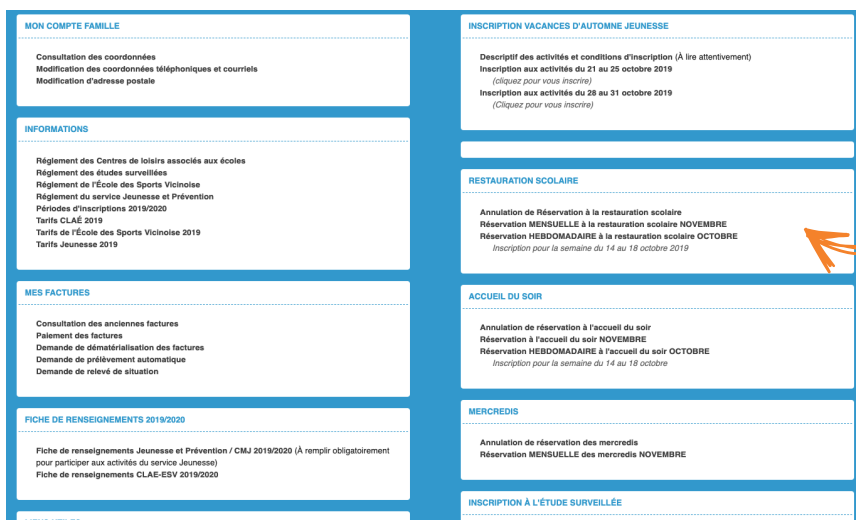 MON COMPTE FAMILLE
Consultation des coordonnées
Modification des coordonnées téléphoniques et courriels
Modification d'adresse postale
INFORMATIONS
Réglement des Centres de loisirs associés aux écoles
Réglement des études surveillées
Réglement de l'École des Sports Vicinoise
Réglement du service Jeunesse et Prévention
Périodes d'inscriptions 2019/2020
Tarifs CLAÉ 2019
Tarifs de l'École des Sports Vicinoise 2019
Tarifs Jeunesse 2019
MES FACTURES
Consultation des anciennes factures
Paiement des factures
Demande de dématérialisation des factures
Demande de prélèvement automatique
Demande de relevé de situation
FICHE DE RENSEIGNEMENTS 2019/2020
Fiche de renseignements Jeunesse et Prévention / CMJ 2019/2020 (À remplir obligatoirement
pour participer aux activités du service Jeunesse)
Fiche de renseignements CLAE-ESV 2019/2020
INSCRIPTION VACANCES D'AUTOMNE JEUNESSE
Descriptif des activités et conditions d'inscription (À lire attentivement)
Inscription aux activités du 21 au 25 octobre 2019
(cliquez pour vous inscrire)
Inscription aux activités du 28 au 31 octobre 2019
(Cliquez pour vous inscrire)
RESTAURATION SCOLAIRE
Annulation de Réservation à la restauration scolaire
Réservation MENSUELLE à la restauration scolaire NOVEMBRE
Réservation HEBDOMADAIRE à la restauration scolaire OCTOBRE
Inscription pour la semaine du 14 au 18 octobre 2019
ACCUEIL DU SOIR
Annulation de réservation à l'accueil du soir
Réservation à l'accueil du soir NOVEMBRE
Réservation HEBDOMADAIRE à l'accueil du soir OCTOBRE
Inscription pour la semaine du 14 au 18 octobre
MERCREDIS
Annulation de réservation des mercredis
Réservation MENSUELLE des mercredis NOVEMBRE
INSCRIPTION À L'ÉTUDE SURVEILLÉE